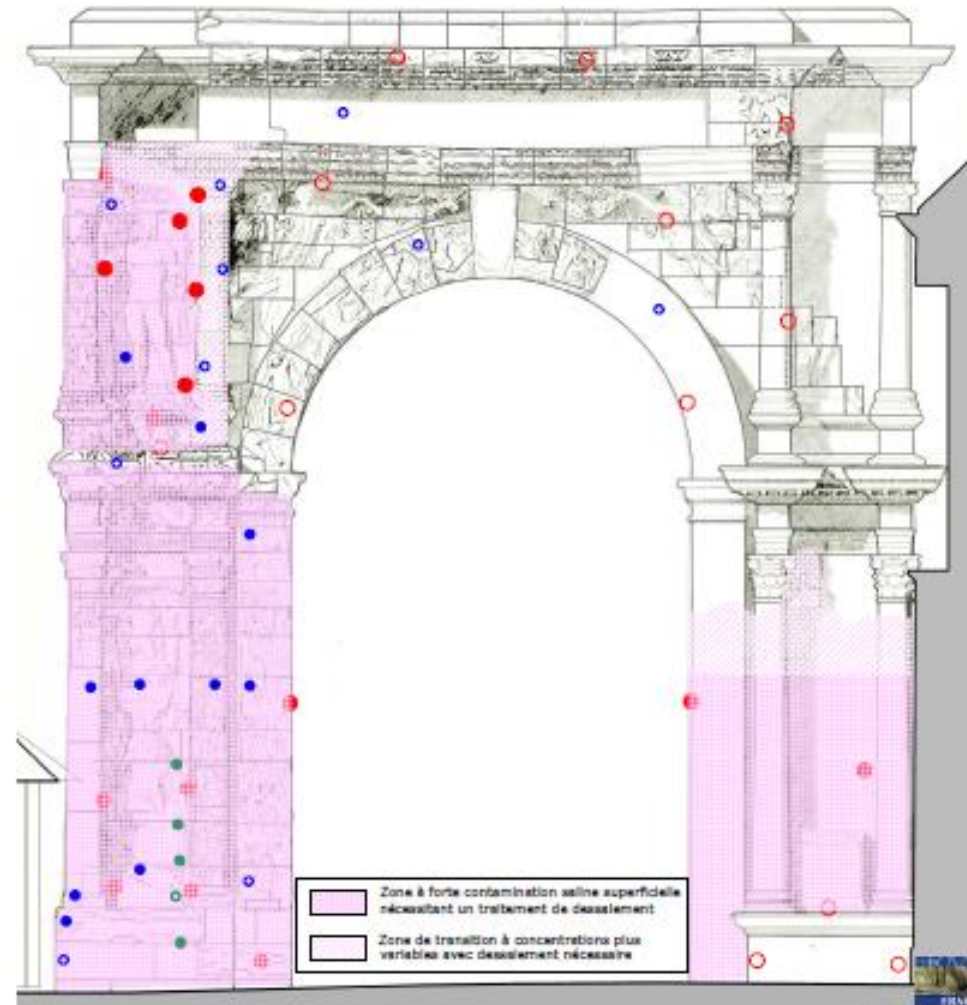 Zone à forte contamination saline superficielle
nécessitant un traitement de dessalement
Zone de transition à concentrations plus
variables avec dessalement nécessaire